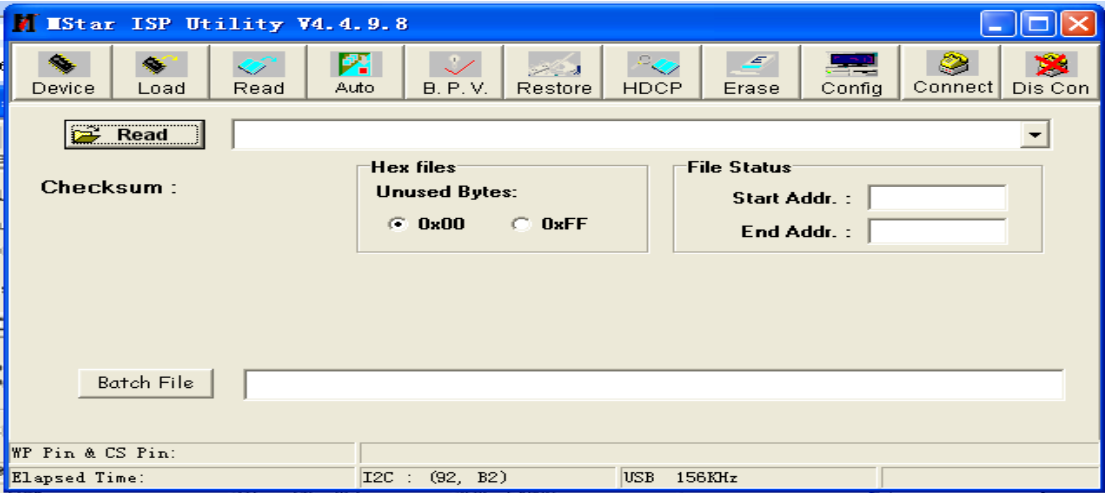 MStar ISP Utility V4.4.9.8
Device Load Read Auto B. P. V. Restore HDCP Erase Config Connect Dis Con
Read
Checksum :
Hex files
Unused Bytes:
0x00 0xFF
File Status
Start Addr. :
End Addr. :
Batch File
WP Pin & CS Pin:
Elapsed Time: I2C : (92, B2) USB 156KHz